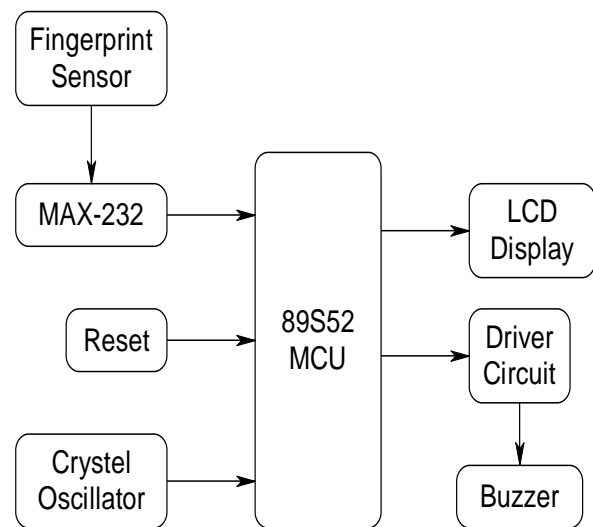 Fingerprint
Sensor
MAX-232
Reset
Crystel
Oscillator
89S52
MCU
LCD
Display
Driver
Circuit
Buzzer